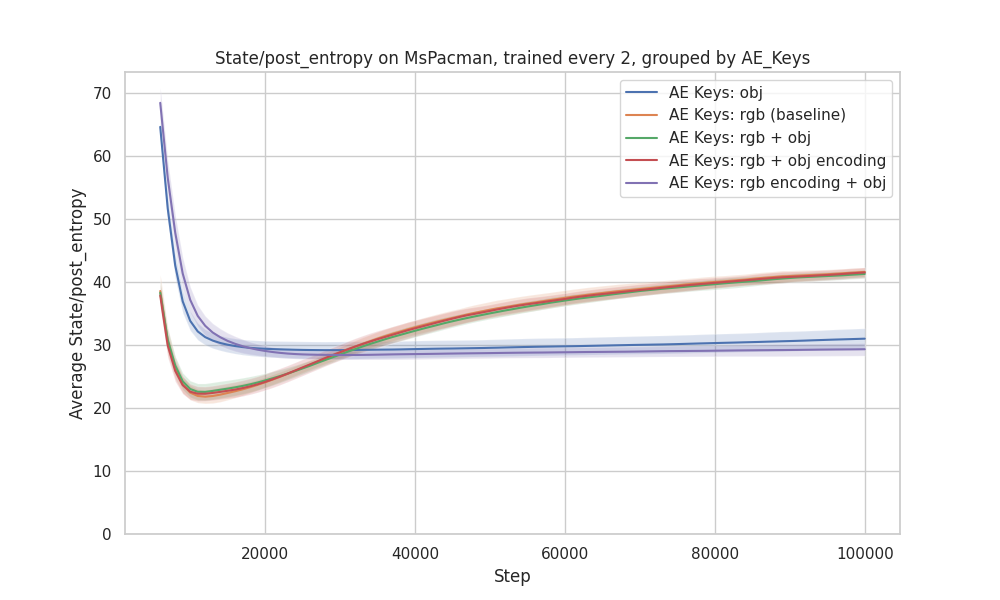 State/post_entropy on MsPacman, trained every 2, grouped by AE_Keys
AE Keys: obj
AE Keys: rgb (baseline)
AE Keys: rgb + obj
AE Keys: rgb + obj encoding
AE Keys: rgb encoding + obj
Average State/post_entropy
70
60
50
40
30
20
10
0
20000 40000 60000 80000 100000
Step